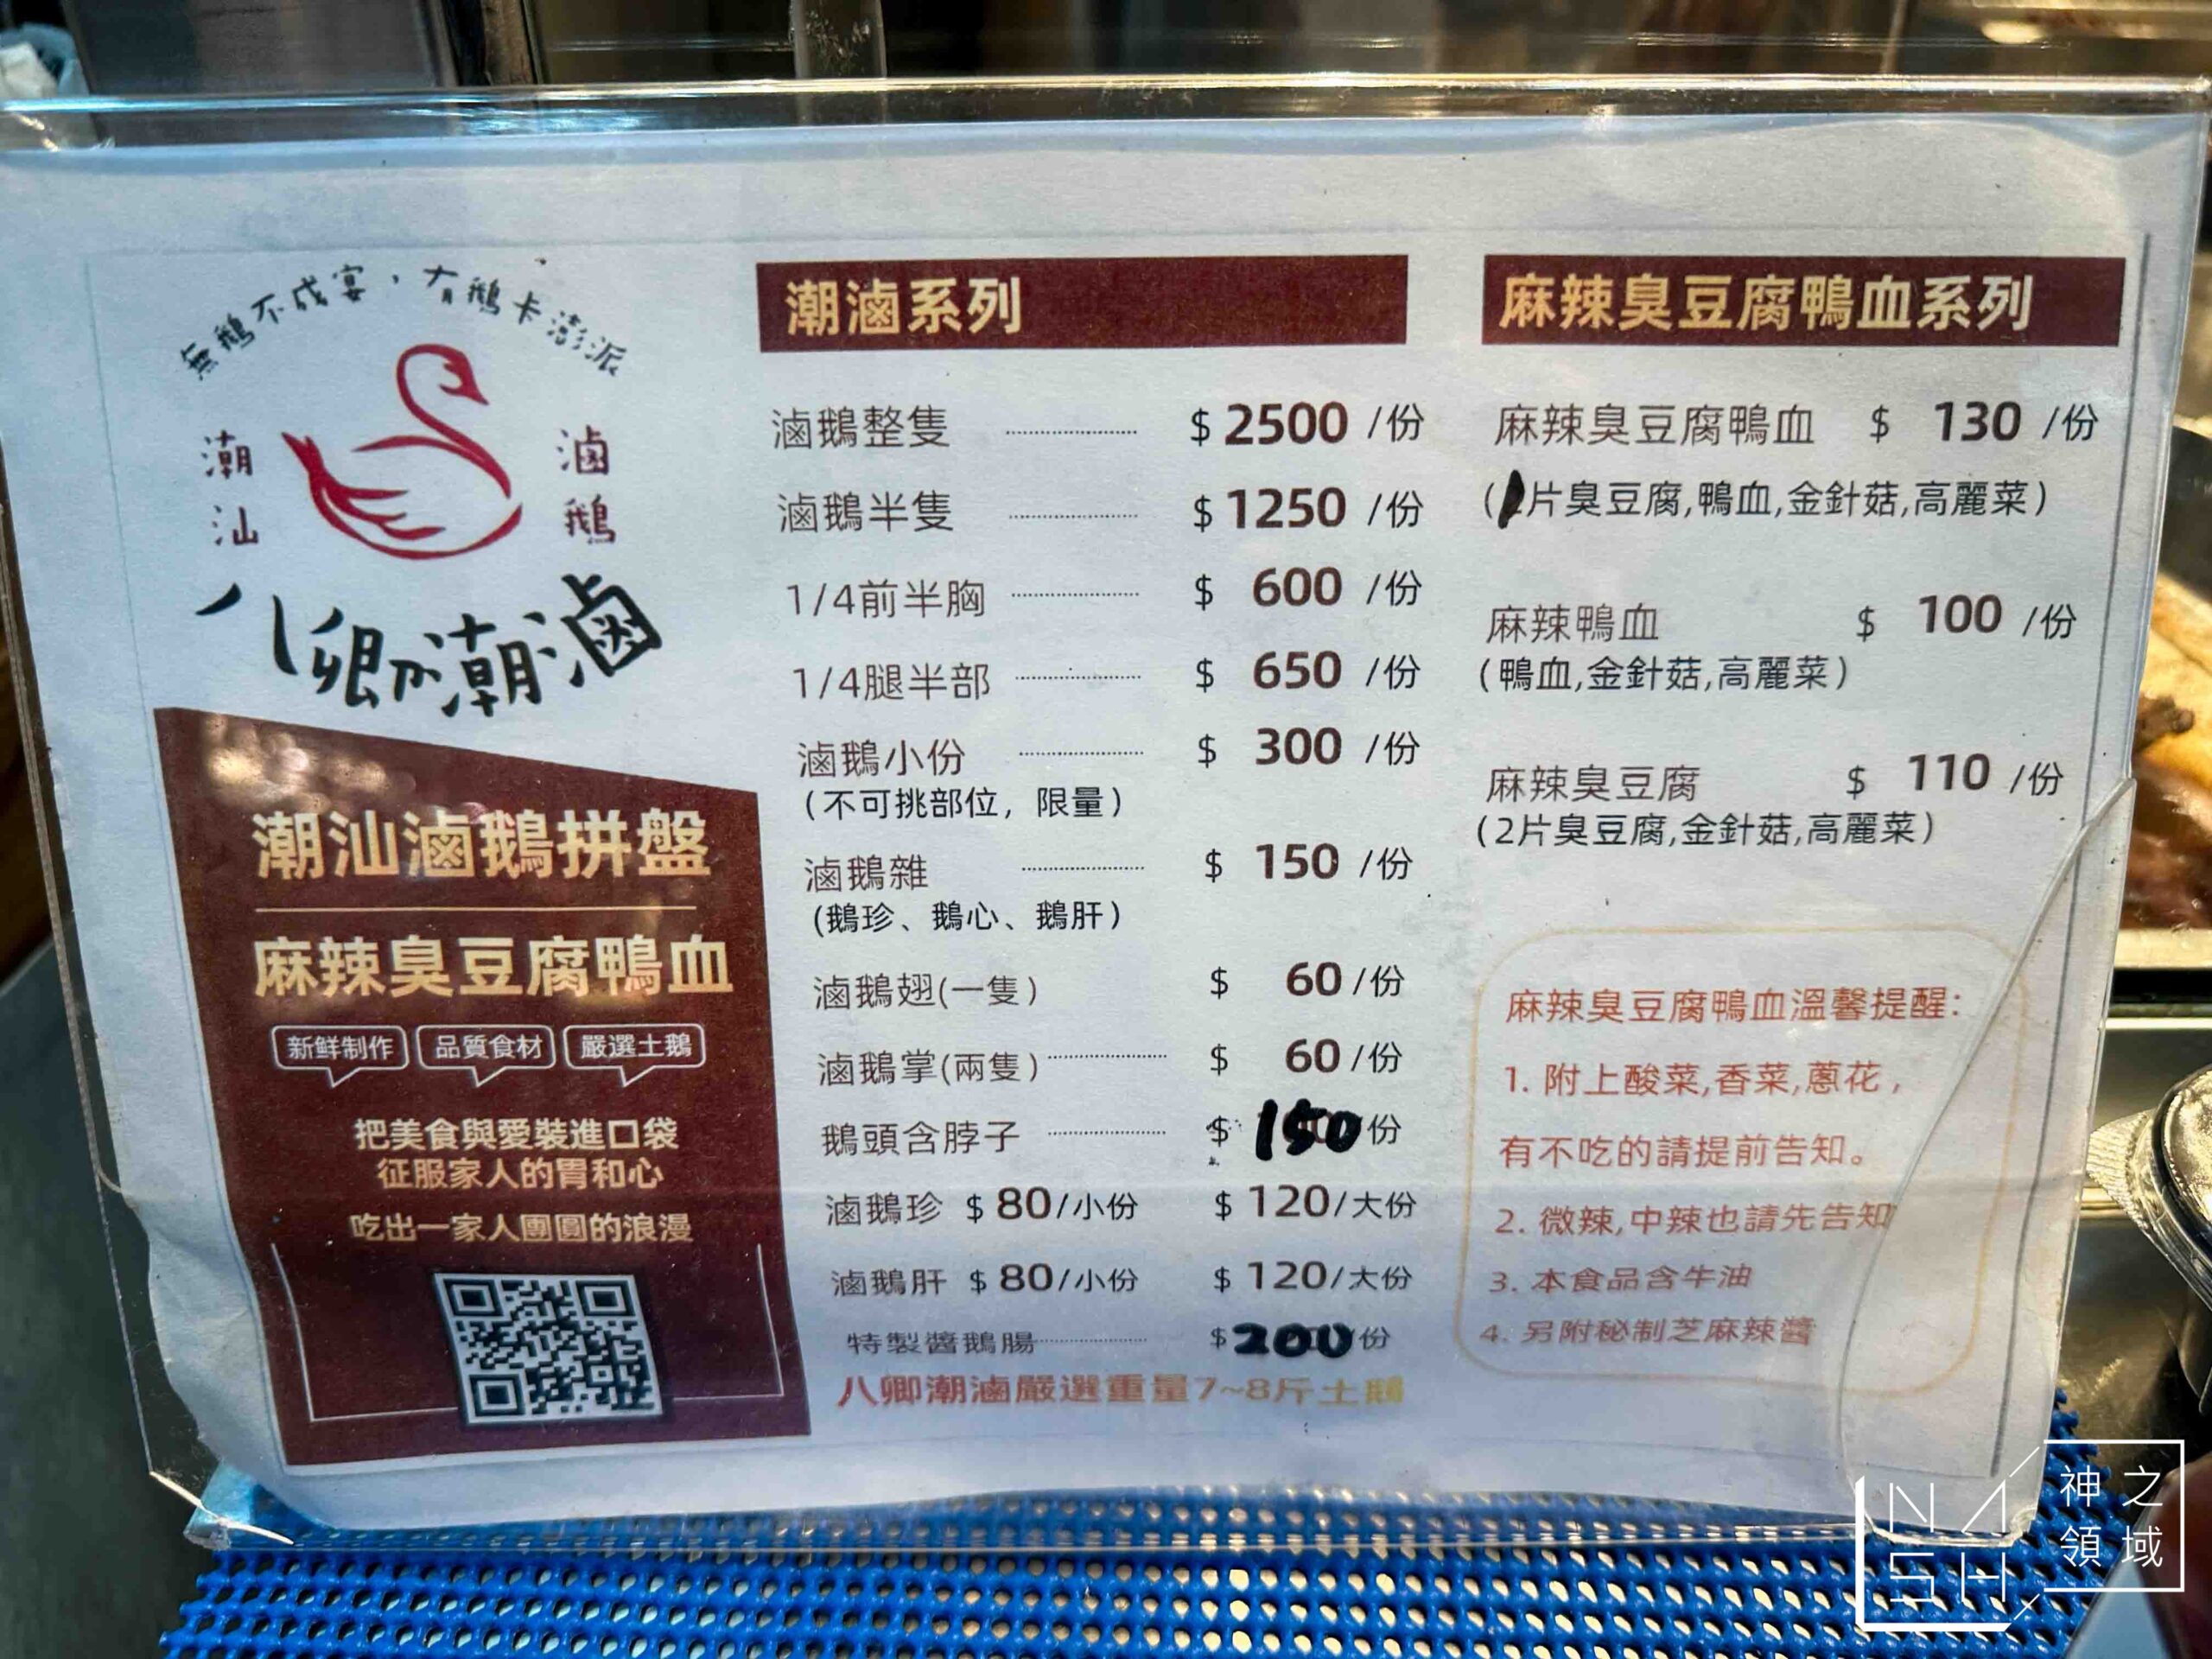 無鵝不成宴，有鵝卡澎派
潮汕
滷鵝
八卿潮滷
潮汕滷鵝拼盤
麻辣臭豆腐鴨血
新鮮制作 品質食材 嚴選土鵝
把美食與愛裝進口袋
征服家人的胃和心
吃出一家人團圓的浪漫
潮滷系列
滷鵝整隻 $ 2500 /份
滷鵝半隻 $ 1250 /份
1/4前半胸 $ 600 /份
1/4腿半部 $ 650 /份
滷鵝小份 $ 300 /份
(不可挑部位，限量)
滷鵝雜 $ 150 /份
(鵝珍、鵝心、鵝肝)
滷鵝翅(一隻) $ 60 /份
滷鵝掌(兩隻) $ 60 /份
鵝頭含脖子 $ 150 份
滷鵝珍 $ 80/小份 $ 120/大份
滷鵝肝 $ 80/小份 $ 120/大份
特製醬鵝腸 $ 200 /份
八卿潮滷嚴選重量7~8斤土鵝
麻辣臭豆腐鴨血系列
麻辣臭豆腐鴨血 $ 130 /份
(片臭豆腐,鴨血,金針菇,高麗菜)
麻辣鴨血 $ 100 /份
(鴨血,金針菇,高麗菜)
麻辣臭豆腐 $ 110 /份
(2片臭豆腐,金針菇,高麗菜)
麻辣臭豆腐鴨血溫馨提醒:
1. 附上酸菜,香菜,蔥花，
有不吃的請提前告知。
2. 微辣,中辣也請先告知
3. 本食品含牛油
4. 另附秘制芝麻辣醬
NASH
神之領域